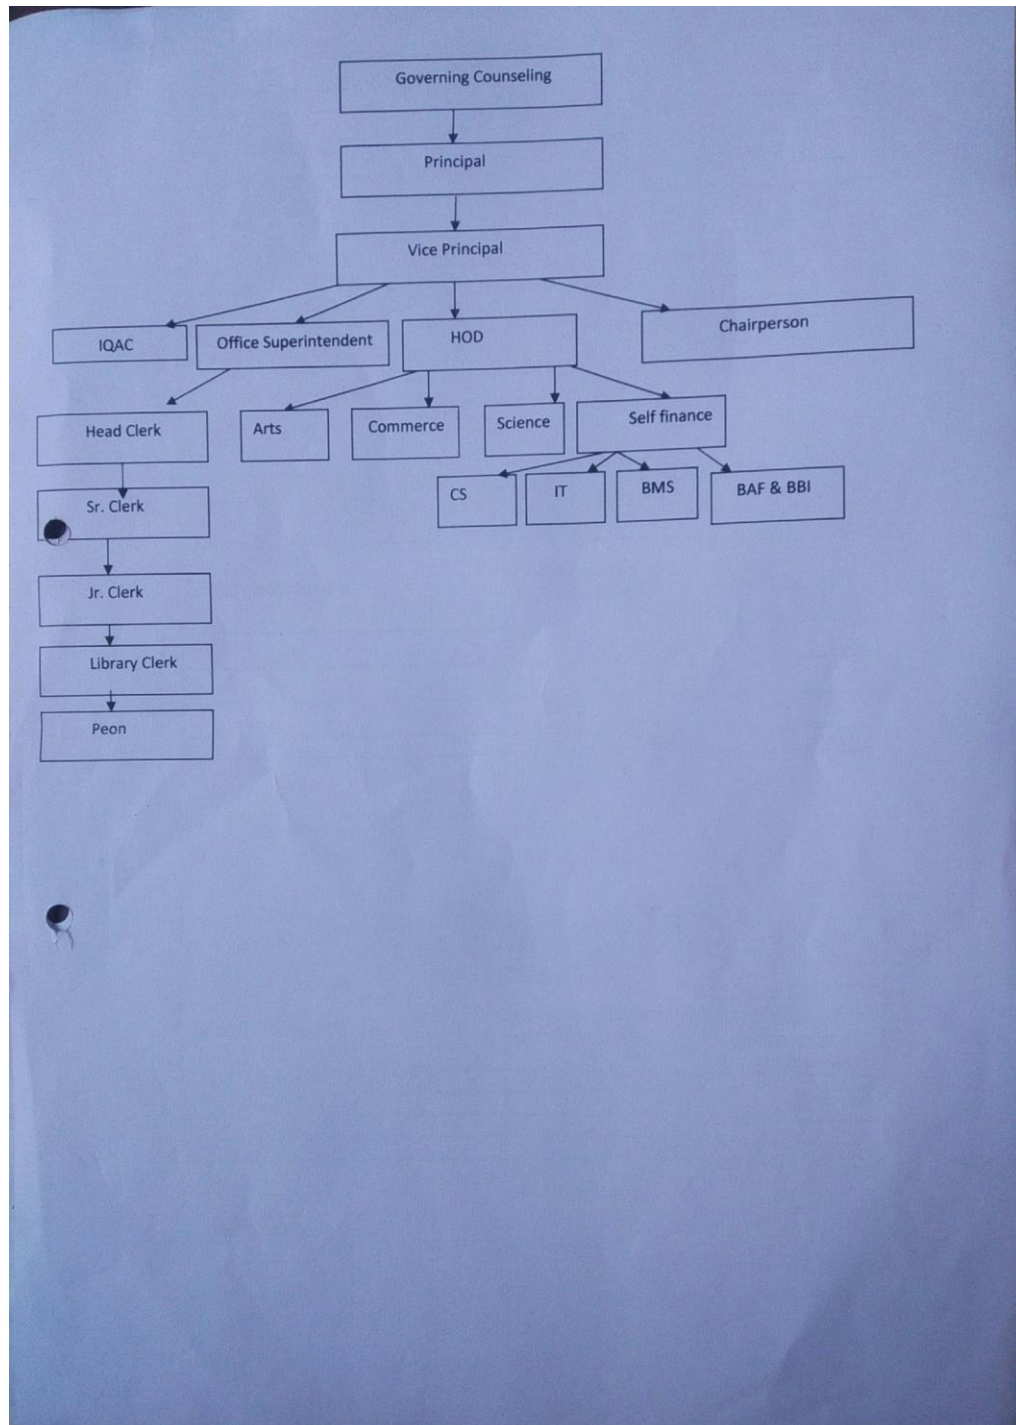 Governing Counseling
Principal
Vice Principal
IQAC
Office Superintendent
HOD
Chairperson
Head Clerk
Arts
Commerce
Science
Self finance
Sr. Clerk
CS
IT
BMS
BAF & BBI
Jr. Clerk
Library Clerk
Peon